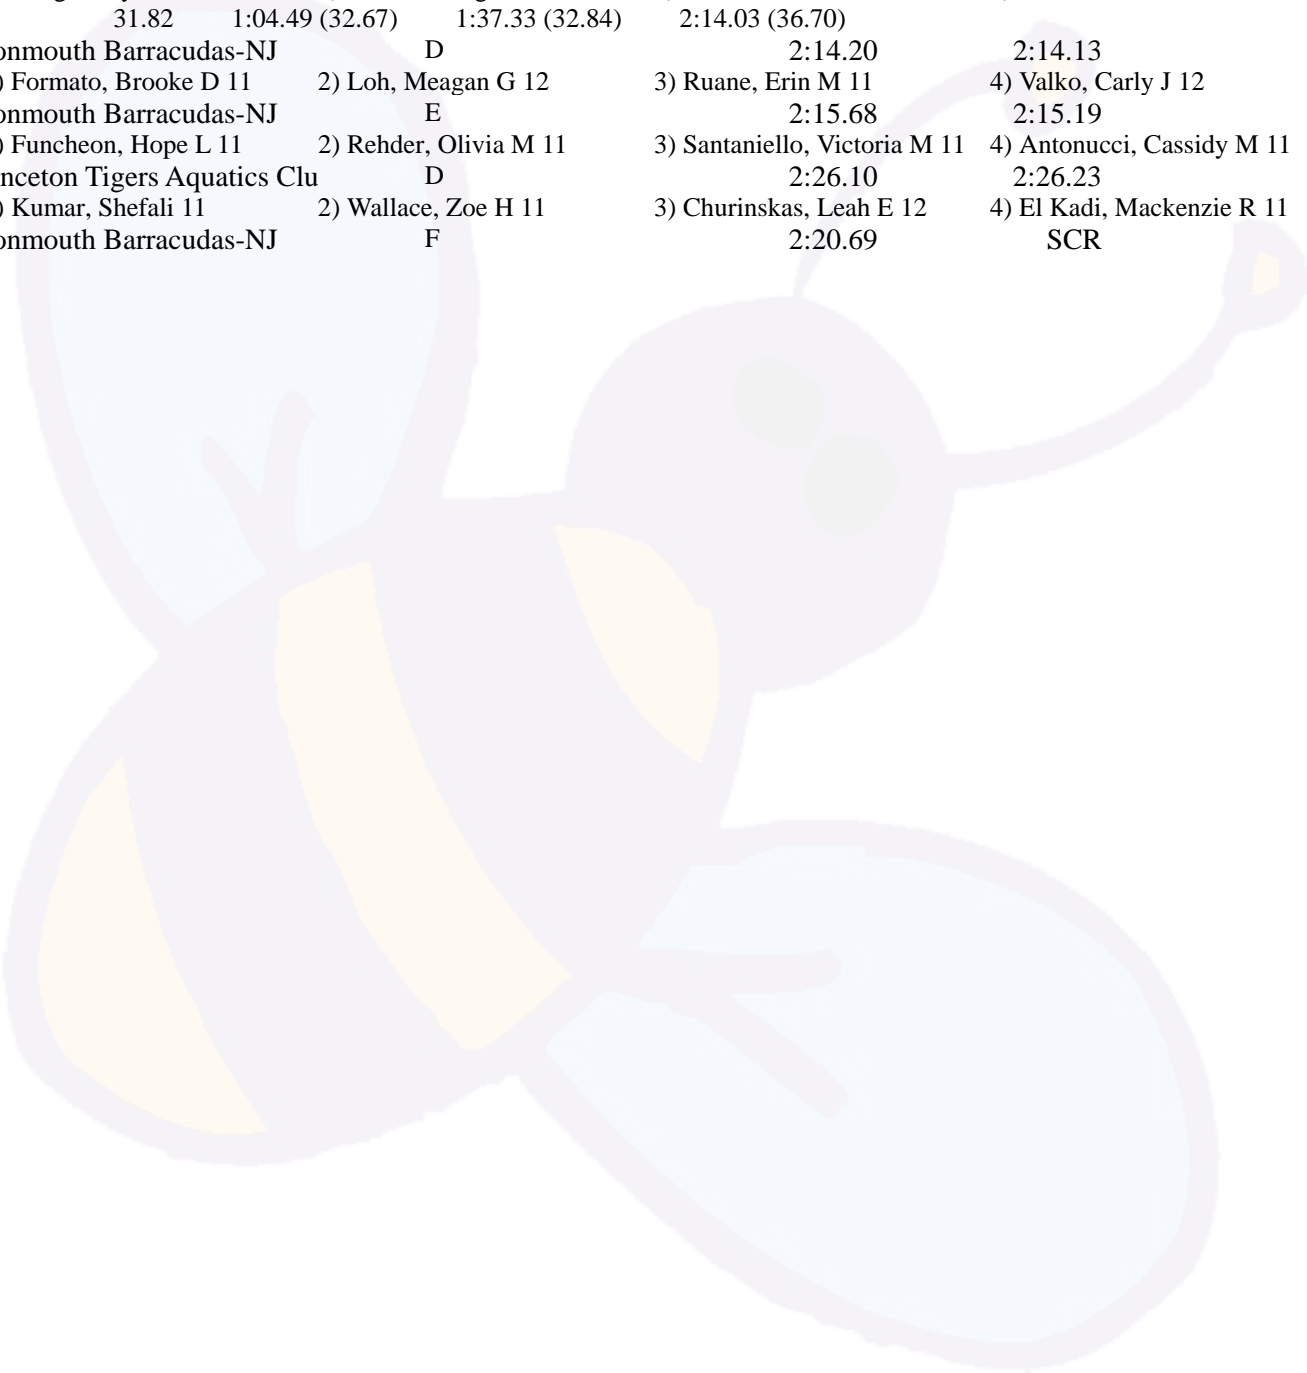 31.82 1:04.49 (32.67) 1:37.33 (32.84) 2:14.03 (36.70)
onmouth Barracudas-NJ D 2:14.20 2:14.13
) Formato, Brooke D 11 2) Loh, Meagan G 12 3) Ruane, Erin M 11 4) Valko, Carly J 12
onmouth Barracudas-NJ E 2:15.68 2:15.19
) Funcheon, Hope L 11 2) Rehder, Olivia M 11 3) Santaniello, Victoria M 11 4) Antonucci, Cassidy M 11
nceton Tigers Aquatics Clu D 2:26.10 2:26.23
) Kumar, Shefali 11 2) Wallace, Zoe H 11 3) Churinskas, Leah E 12 4) El Kadi, Mackenzie R 11
onmouth Barracudas-NJ F 2:20.69 SCR